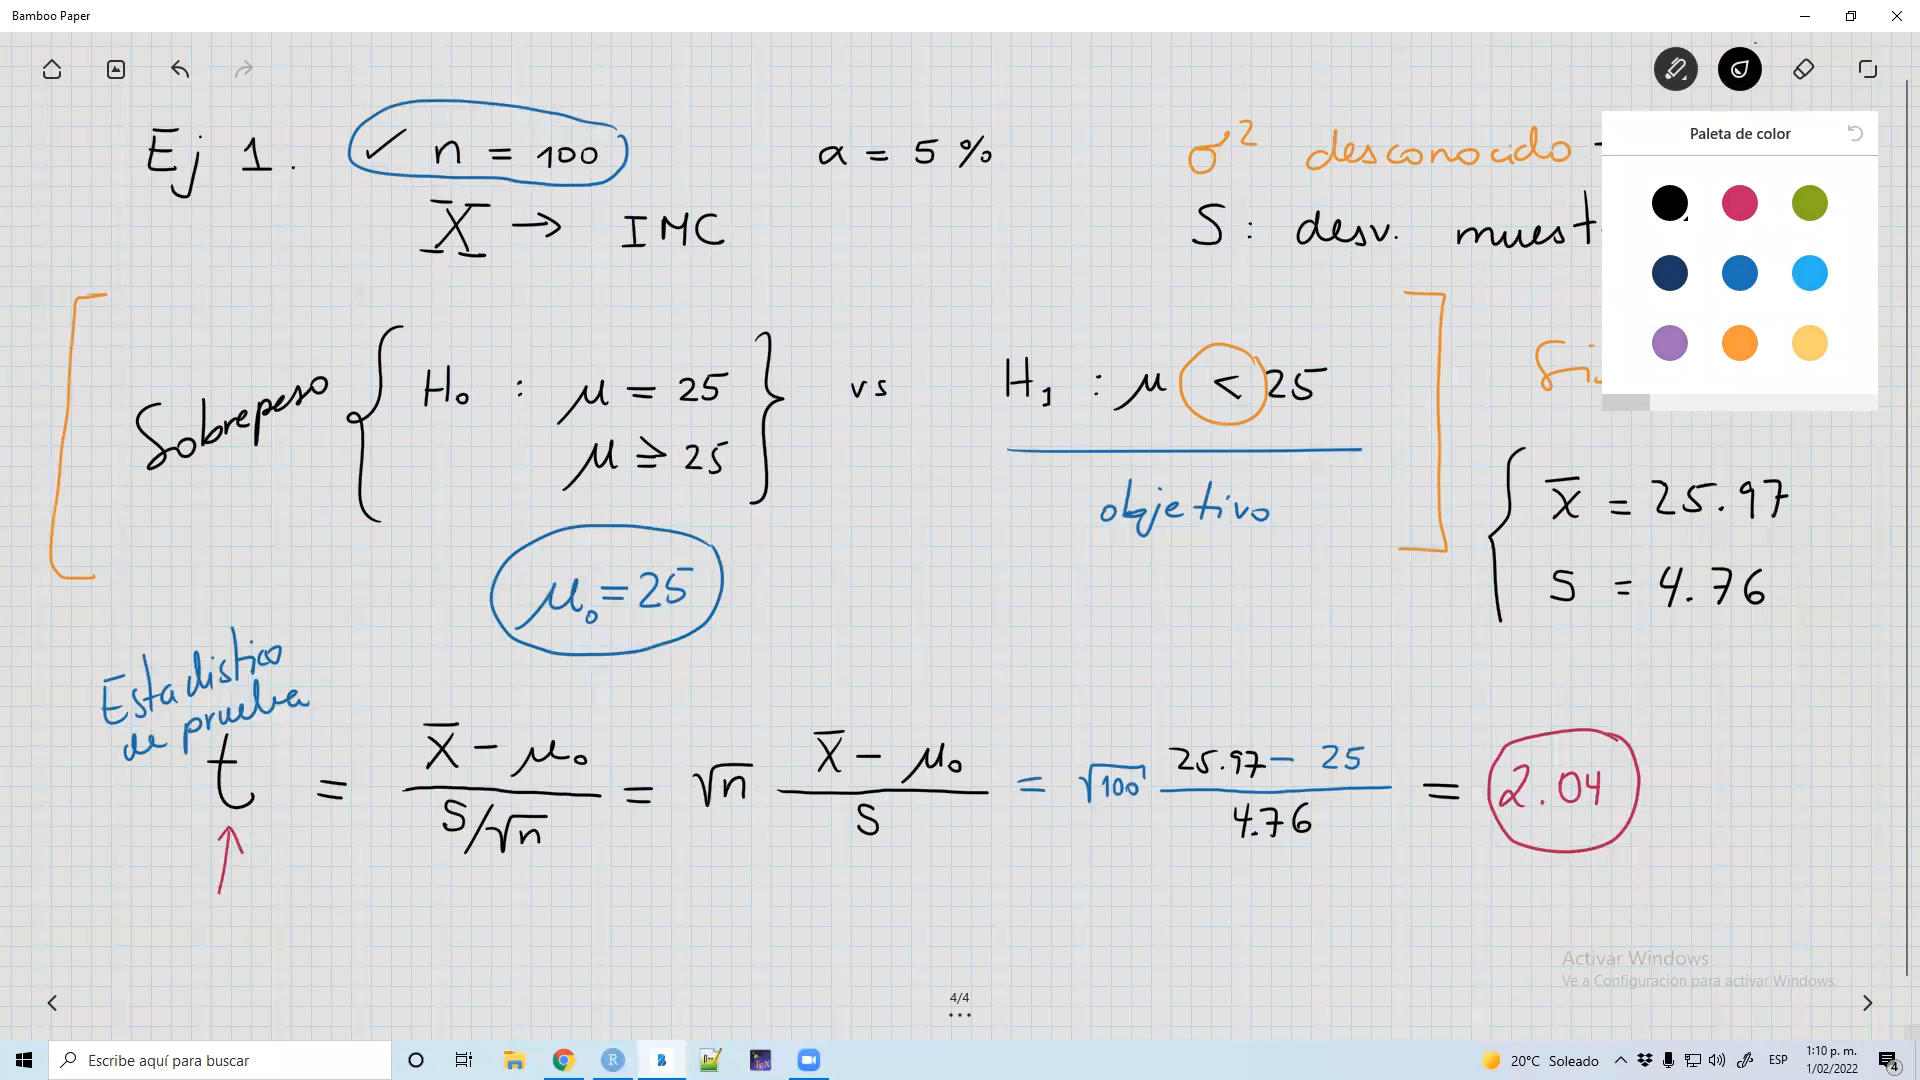 Bamboo Paper
Ej 1. ✓ n = 100 α = 5 % σ² desconocido
Paleta de color
X → IMC S : desv.
Sobrepeso { H₀ : μ = 25 } vs H₁ : μ < 25
μ ≥ 25
objetivo
x̄ = 25.97
s = 4.76
μ₀ = 25
Estadistico
de prueba
t = (x̄ − μ₀) / (S/√n) = √n (x̄ − μ₀) / S = √100 (25.97 − 25) / 4.76 = 2.04
Activar Windows
Ve a Configuración para activar Windows.
4/4
Escribe aquí para buscar
20°C Soleado
ESP
1:10 p. m.
1/02/2022
4